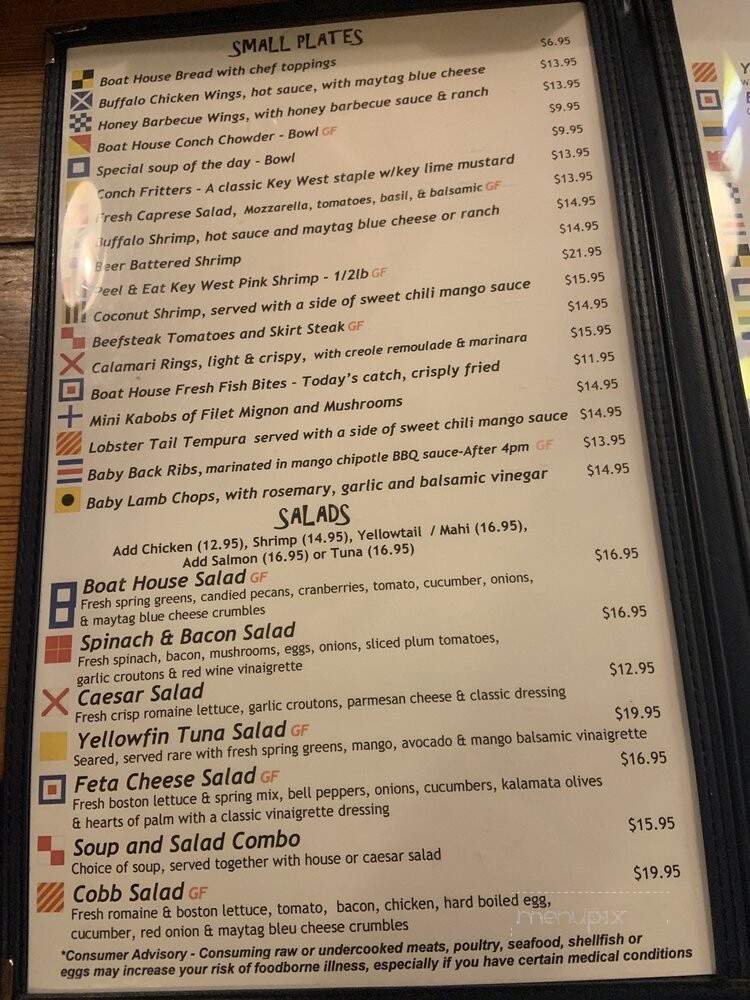 SMALL PLATES
Boat House Bread with chef toppings $6.95
Buffalo Chicken Wings, hot sauce, with maytag blue cheese $13.95
Honey Barbecue Wings, with honey barbecue sauce & ranch $13.95
Boat House Conch Chowder - Bowl GF $9.95
Special soup of the day - Bowl $9.95
Conch Fritters - A classic Key West staple w/key lime mustard $13.95
Fresh Caprese Salad, Mozzarella, tomatoes, basil, & balsamic GF $13.95
Buffalo Shrimp, hot sauce and maytag blue cheese or ranch $14.95
Beer Battered Shrimp $14.95
Peel & Eat Key West Pink Shrimp - 1/2lb GF $21.95
Coconut Shrimp, served with a side of sweet chili mango sauce $15.95
Beefsteak Tomatoes and Skirt Steak GF $14.95
Calamari Rings, light & crispy, with creole remoulade & marinara $15.95
Boat House Fresh Fish Bites - Today's catch, crisply fried $11.95
Mini Kabobs of Filet Mignon and Mushrooms $14.95
Lobster Tail Tempura served with a side of sweet chili mango sauce $14.95
Baby Back Ribs, marinated in mango chipotle BBQ sauce-After 4pm GF $13.95
Baby Lamb Chops, with rosemary, garlic and balsamic vinegar $14.95
SALADS
Add Chicken (12.95), Shrimp (14.95), Yellowtail / Mahi (16.95),
Add Salmon (16.95) or Tuna (16.95)
Boat House Salad GF $16.95
Fresh spring greens, candied pecans, cranberries, tomato, cucumber, onions,
& maytag blue cheese crumbles
Spinach & Bacon Salad $16.95
Fresh spinach, bacon, mushrooms, eggs, onions, sliced plum tomatoes,
garlic croutons & red wine vinaigrette
Caesar Salad $12.95
Fresh crisp romaine lettuce, garlic croutons, parmesan cheese & classic dressing
Yellowfin Tuna Salad GF $19.95
Seared, served rare with fresh spring greens, mango, avocado & mango balsamic vinaigrette
Feta Cheese Salad GF $16.95
Fresh boston lettuce & spring mix, bell peppers, onions, cucumbers, kalamata olives
& hearts of palm with a classic vinaigrette dressing
Soup and Salad Combo $15.95
Choice of soup, served together with house or caesar salad
Cobb Salad GF $19.95
Fresh romaine & boston lettuce, tomato, bacon, chicken, hard boiled egg,
cucumber, red onion & maytag bleu cheese crumbles
menupix
*Consumer Advisory - Consuming raw or undercooked meats, poultry, seafood, shellfish or
eggs may increase your risk of foodborne illness, especially if you have certain medical conditions